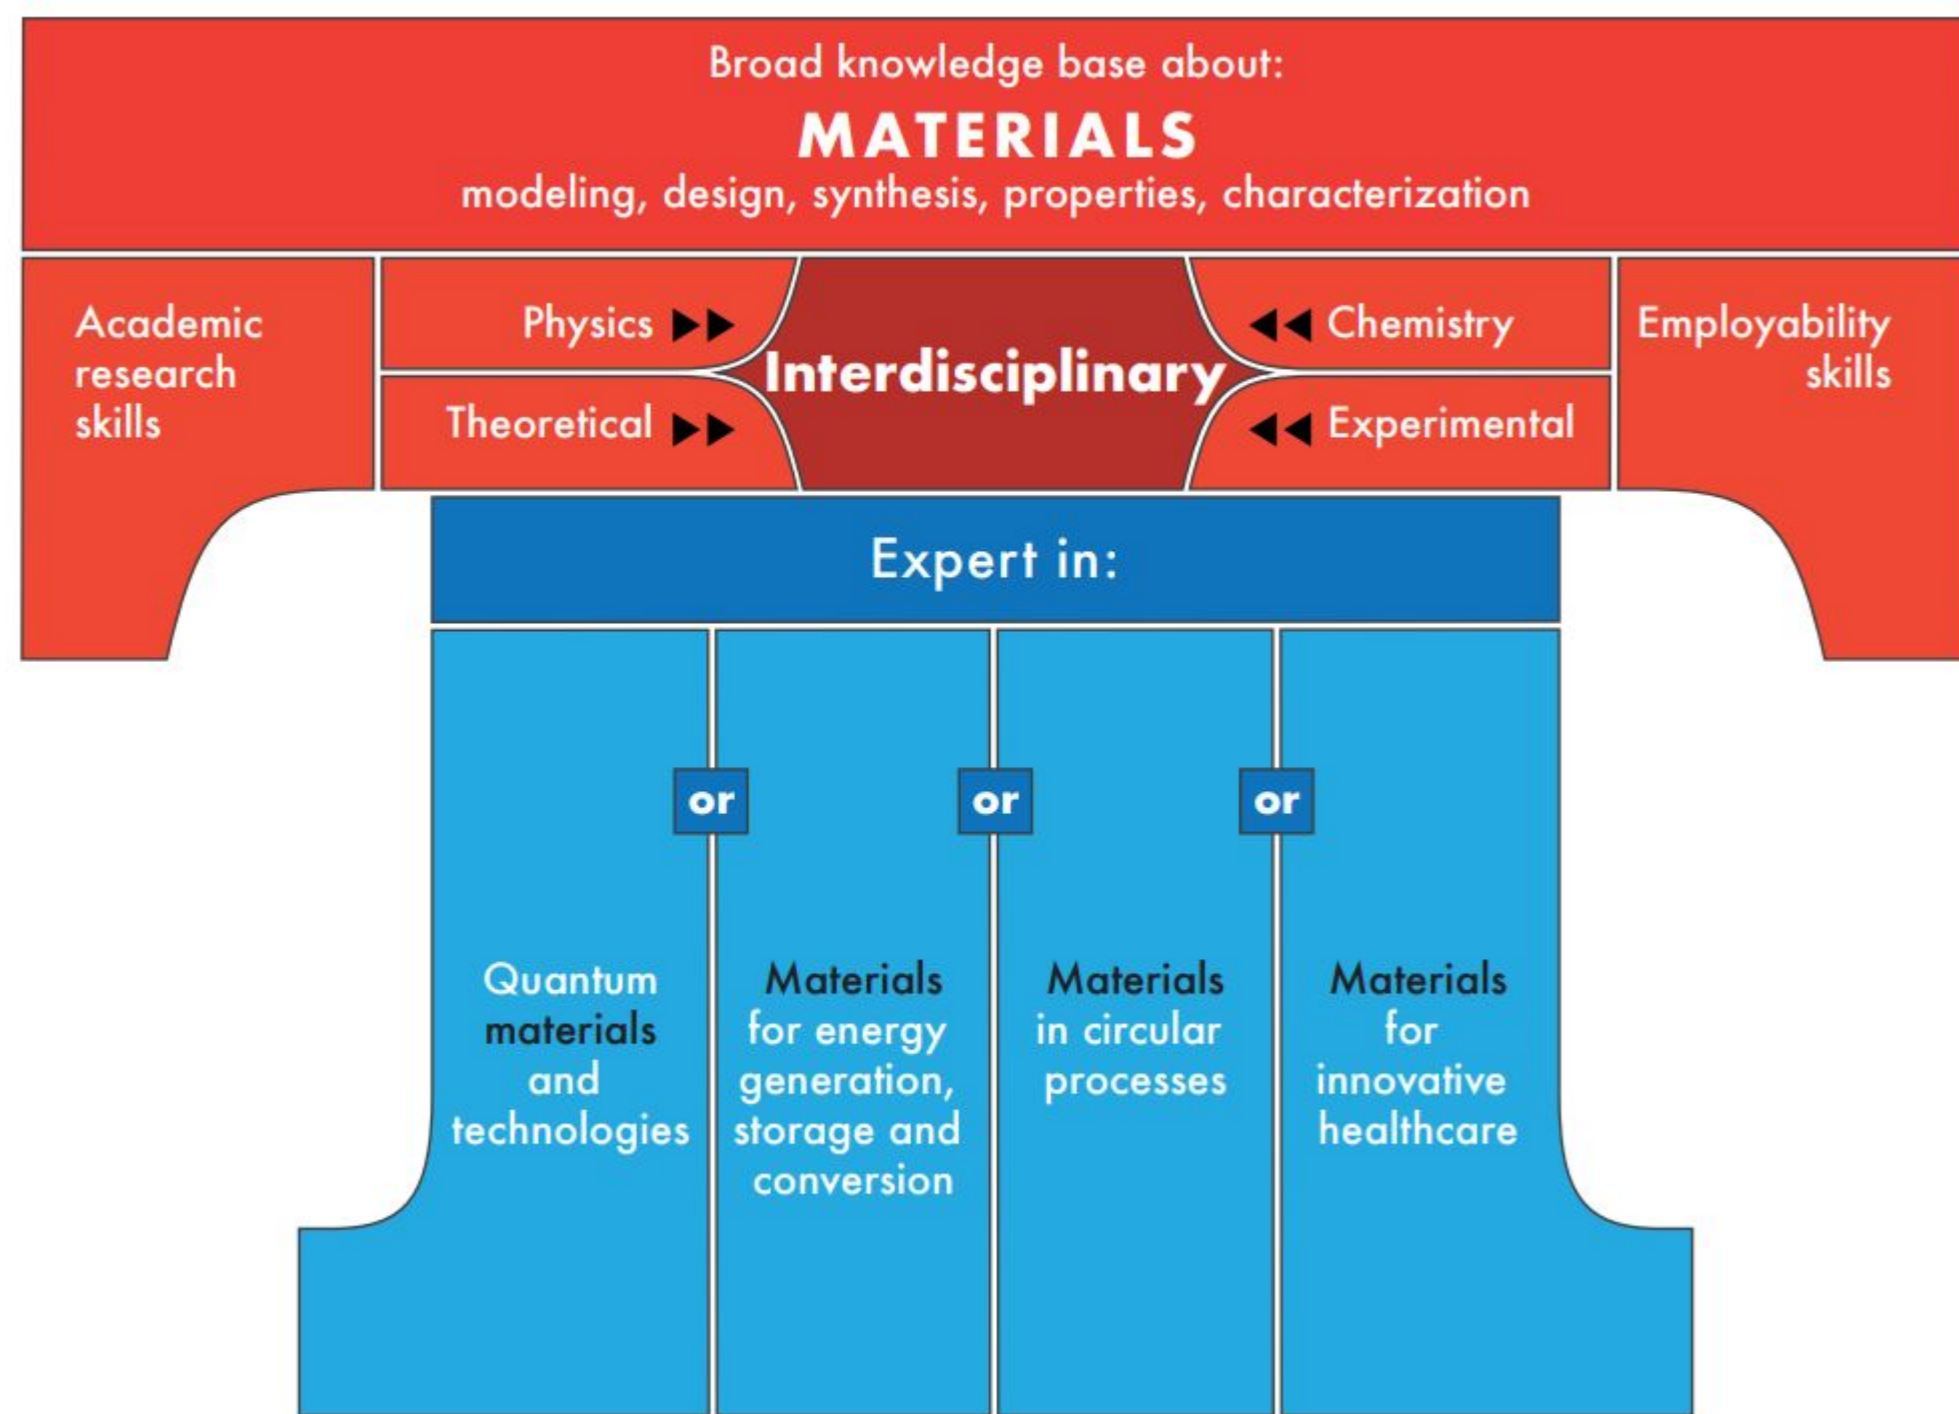 Broad knowledge base about:
MATERIALS
modeling, design, synthesis, properties, characterization
Academic
research
skills
Physics
Theoretical
Interdisciplinary
Chemistry
Experimental
Employability
skills
Expert in:
or
or
or
Quantum
materials
and
technologies
Materials
for energy
generation,
storage and
conversion
Materials
in circular
processes
Materials
for
innovative
healthcare